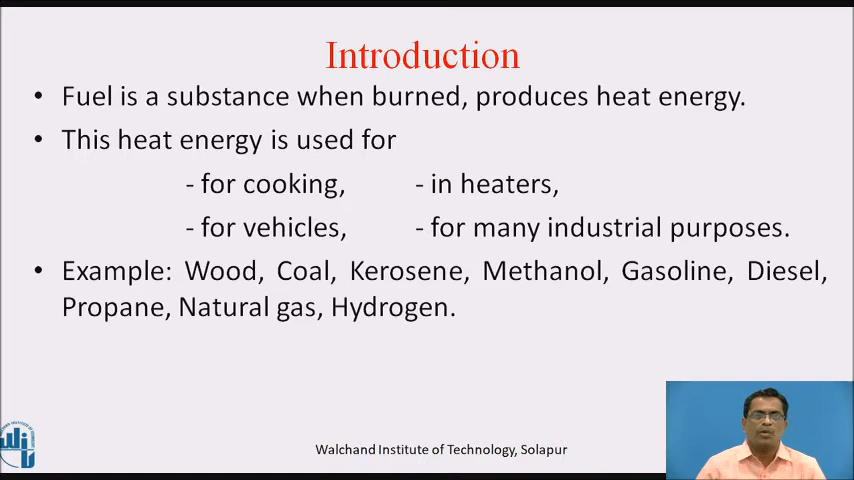 Introduction
• Fuel is a substance when burned, produces heat energy.
• This heat energy is used for
- for cooking, - in heaters,
- for vehicles, - for many industrial purposes.
• Example: Wood, Coal, Kerosene, Methanol, Gasoline, Diesel,
Propane, Natural gas, Hydrogen.
Walchand Institute of Technology, Solapur